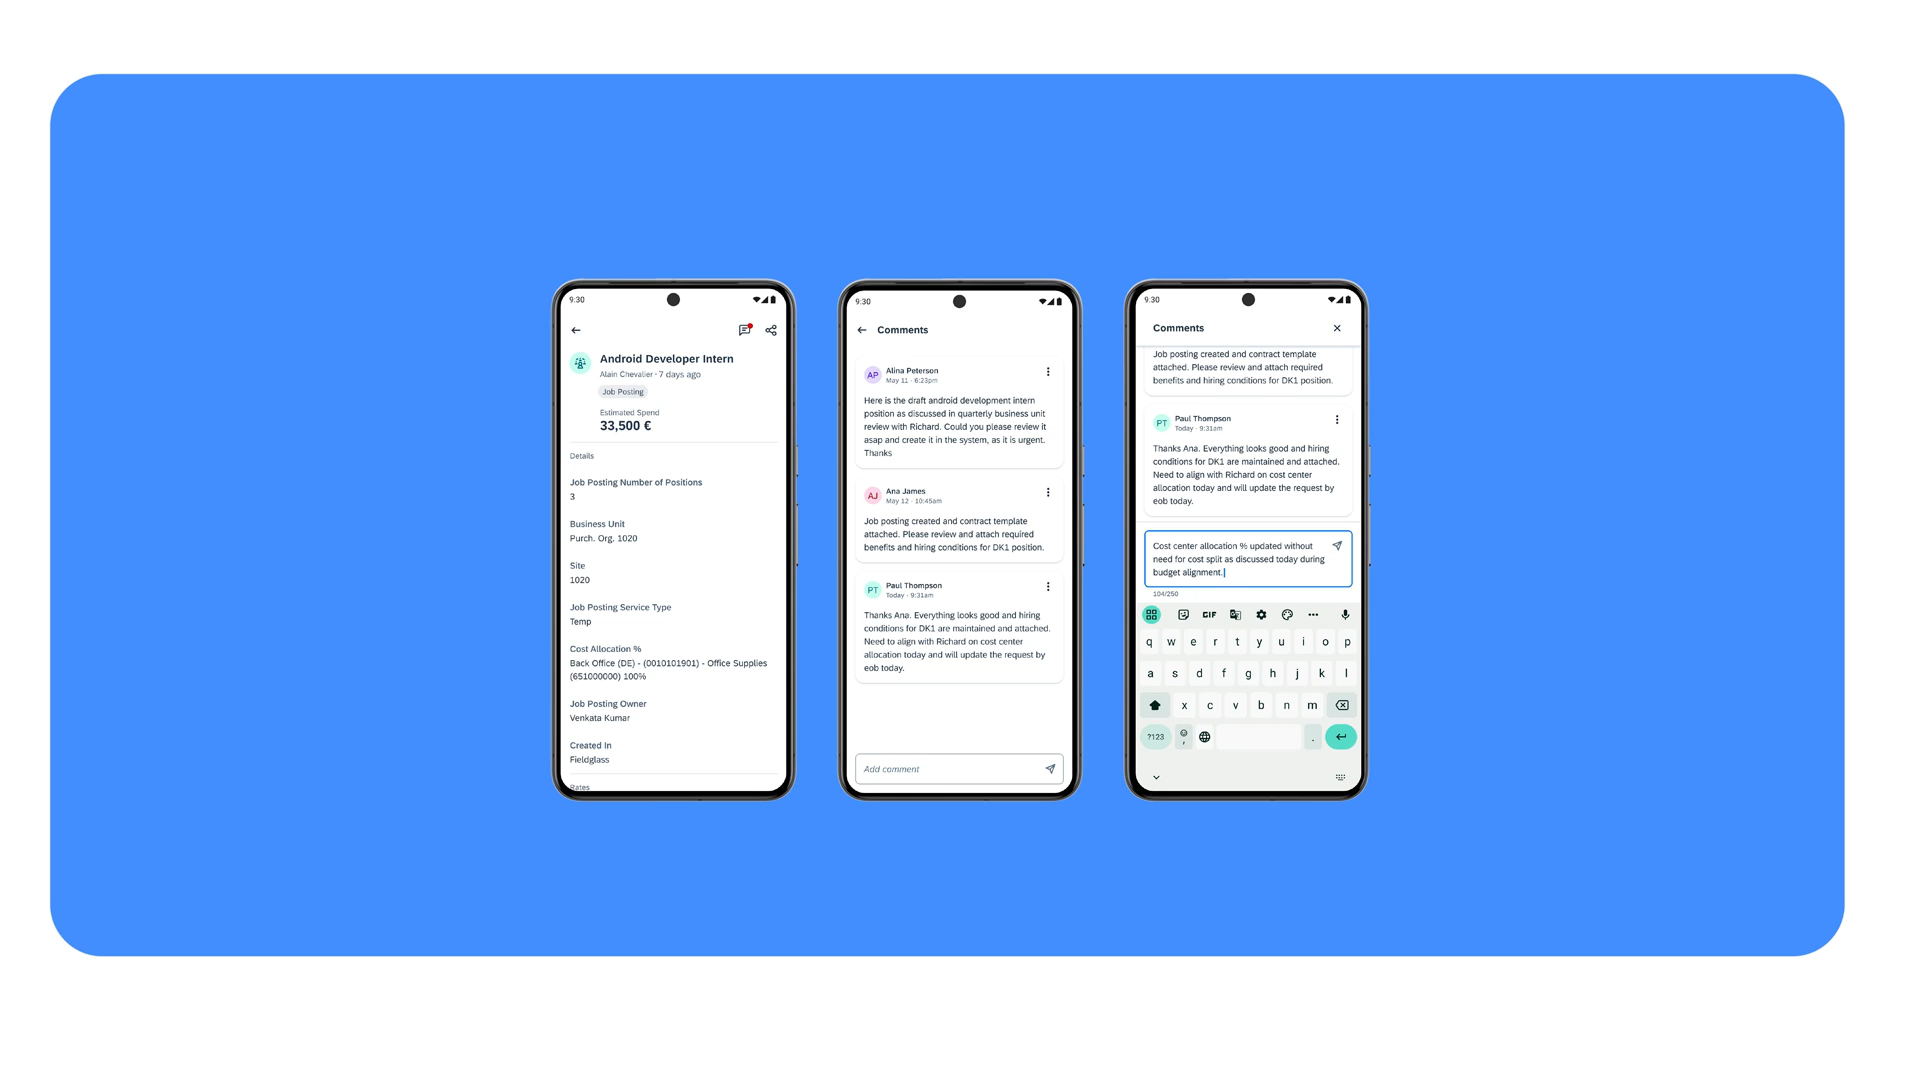 9:30
Android Developer Intern
Alain Chevalier · 7 days ago
Job Posting
Estimated Spend
33,500 €
Details
Job Posting Number of Positions
3
Business Unit
Purch. Org. 1020
Site
1020
Job Posting Service Type
Temp
Cost Allocation %
Back Office (DE) - (0010101901) - Office Supplies
(651000000) 100%
Job Posting Owner
Venkata Kumar
Created In
Fieldglass
Rates
9:30
Comments
AP
Alina Peterson
May 11 · 6:23pm
Here is the draft android development intern
position as discussed in quarterly business unit
review with Richard. Could you please review it
asap and create it in the system, as it is urgent.
Thanks
AJ
Ana James
May 12 · 10:45am
Job posting created and contract template
attached. Please review and attach required
benefits and hiring conditions for DK1 position.
PT
Paul Thompson
Today · 9:31am
Thanks Ana. Everything looks good and hiring
conditions for DK1 are maintained and attached.
Need to align with Richard on cost center
allocation today and will update the request by
eob today.
Add comment
9:30
Comments
Job posting created and contract template
attached. Please review and attach required
benefits and hiring conditions for DK1 position.
PT
Paul Thompson
Today · 9:31am
Thanks Ana. Everything looks good and hiring
conditions for DK1 are maintained and attached.
Need to align with Richard on cost center
allocation today and will update the request by
eob today.
Cost center allocation % updated without
need for cost split as discussed today during
budget alignment.
104/250
GIF
q w e r t y u i o p
a s d f g h j k l
x c v b n m
?123 , .